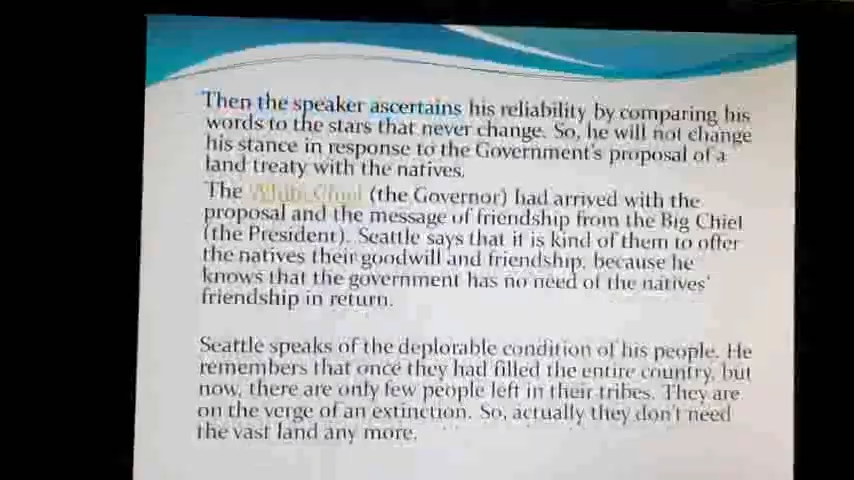 Then the speaker ascertains his reliability by comparing his
words to the stars that never change. So, he will not change
his stance in response to the Government's proposal of a
land treaty with the natives.
The White Chief (the Governor) had arrived with the
proposal and the message of friendship from the Big Chief
(the President). Seattle says that it is kind of them to offer
the natives their goodwill and friendship, because he
knows that the government has no need of the natives'
friendship in return.
Seattle speaks of the deplorable condition of his people. He
remembers that once they had filled the entire country, but
now, there are only few people left in their tribes. They are
on the verge of an extinction. So, actually they don't need
the vast land any more.